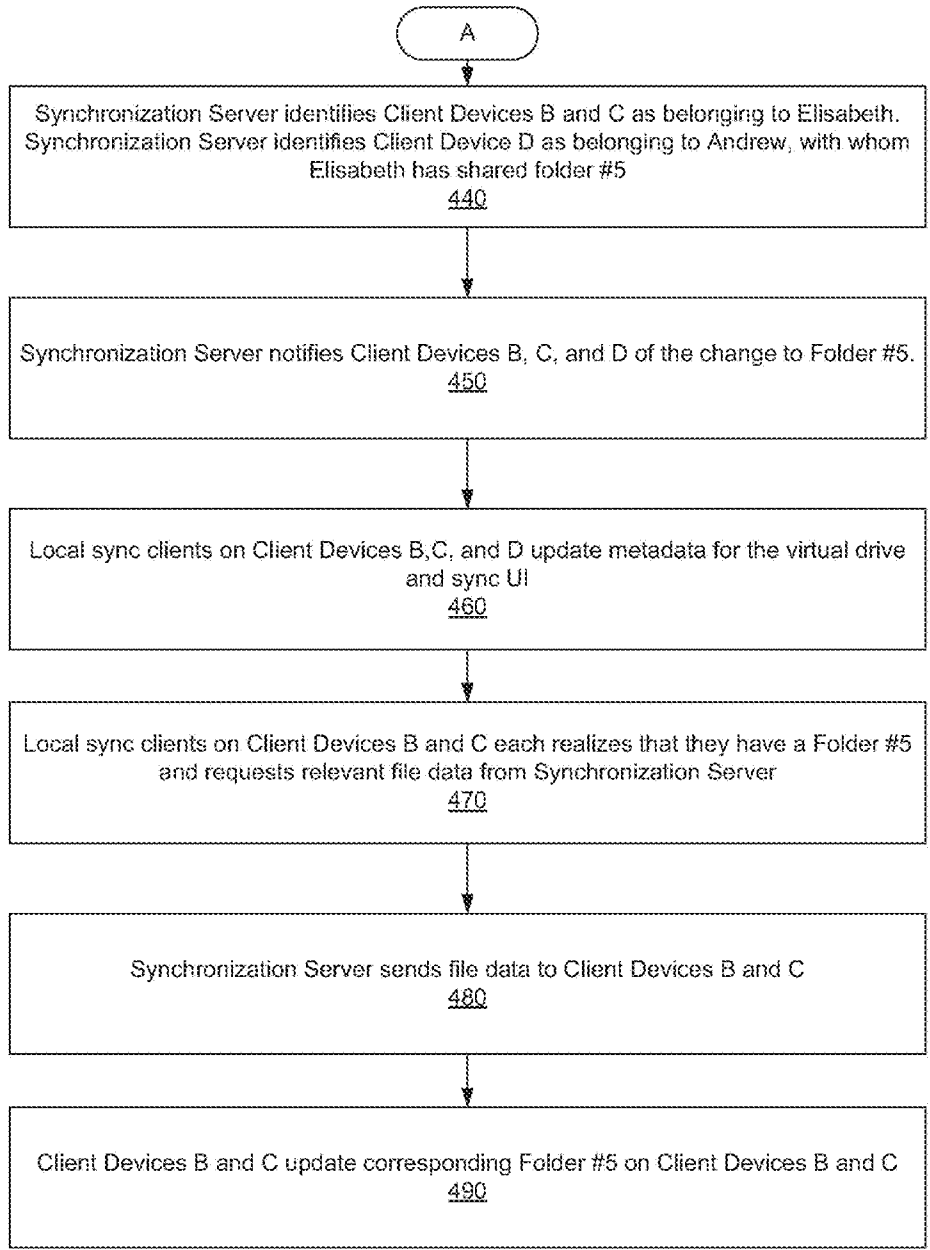 A
Synchronization Server identifies Client Devices B and C as belonging to Elisabeth.
Synchronization Server identifies Client Device D as belonging to Andrew, with whom
Elisabeth has shared folder #5
440
Synchronization Server notifies Client Devices B, C, and D of the change to Folder #5.
450
Local sync clients on Client Devices B,C, and D update metadata for the virtual drive
and sync UI
460
Local sync clients on Client Devices B and C each realizes that they have a Folder #5
and requests relevant file data from Synchronization Server
470
Synchronization Server sends file data to Client Devices B and C
480
Client Devices B and C update corresponding Folder #5 on Client Devices B and C
490